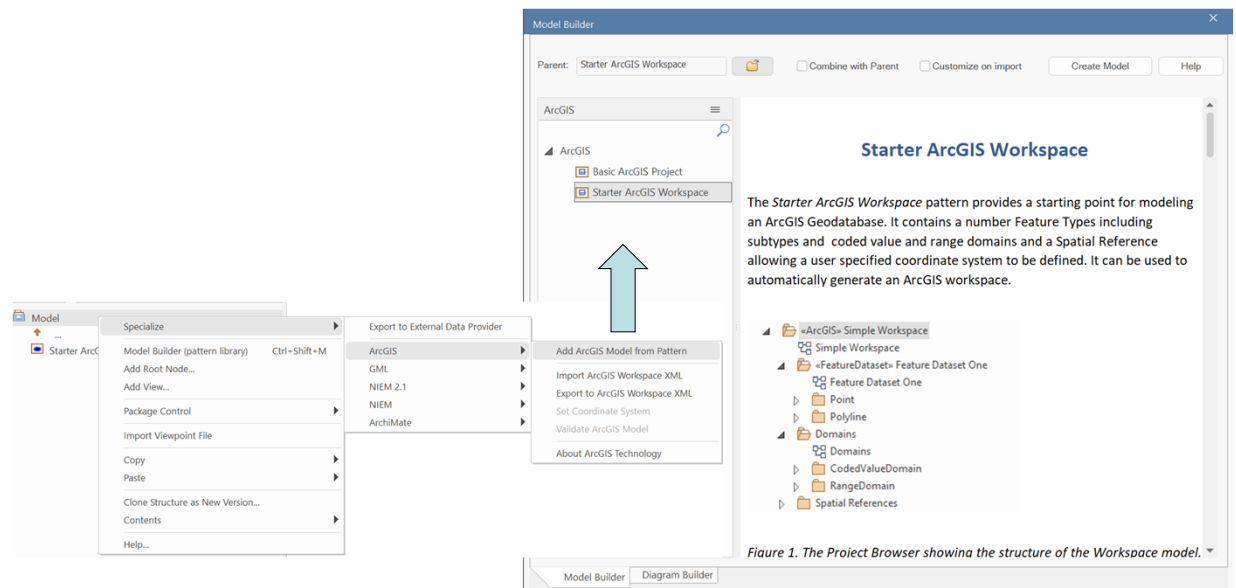 Model Builder
Parent: Starter ArcGIS Workspace Combine with Parent Customize on import Create Model Help
ArcGIS
ArcGIS
Basic ArcGIS Project
Starter ArcGIS Workspace
Starter ArcGIS Workspace
The Starter ArcGIS Workspace pattern provides a starting point for modeling
an ArcGIS Geodatabase. It contains a number Feature Types including
subtypes and coded value and range domains and a Spatial Reference
allowing a user specified coordinate system to be defined. It can be used to
automatically generate an ArcGIS workspace.
«ArcGIS» Simple Workspace
Simple Workspace
«FeatureDataset» Feature Dataset One
Feature Dataset One
Point
Polyline
Domains
Domains
CodedValueDomain
RangeDomain
Spatial References
Figure 1. The Project Browser showing the structure of the Workspace model.
Model Builder Diagram Builder
Model
...
Starter ArcG
Specialize
Model Builder (pattern library) Ctrl+Shift+M
Add Root Node...
Add View...
Package Control
Import Viewpoint File
Copy
Paste
Clone Structure as New Version...
Contents
Help...
Export to External Data Provider
ArcGIS
GML
NIEM 2.1
NIEM
ArchiMate
Add ArcGIS Model from Pattern
Import ArcGIS Workspace XML
Export to ArcGIS Workspace XML
Set Coordinate System
Validate ArcGIS Model
About ArcGIS Technology